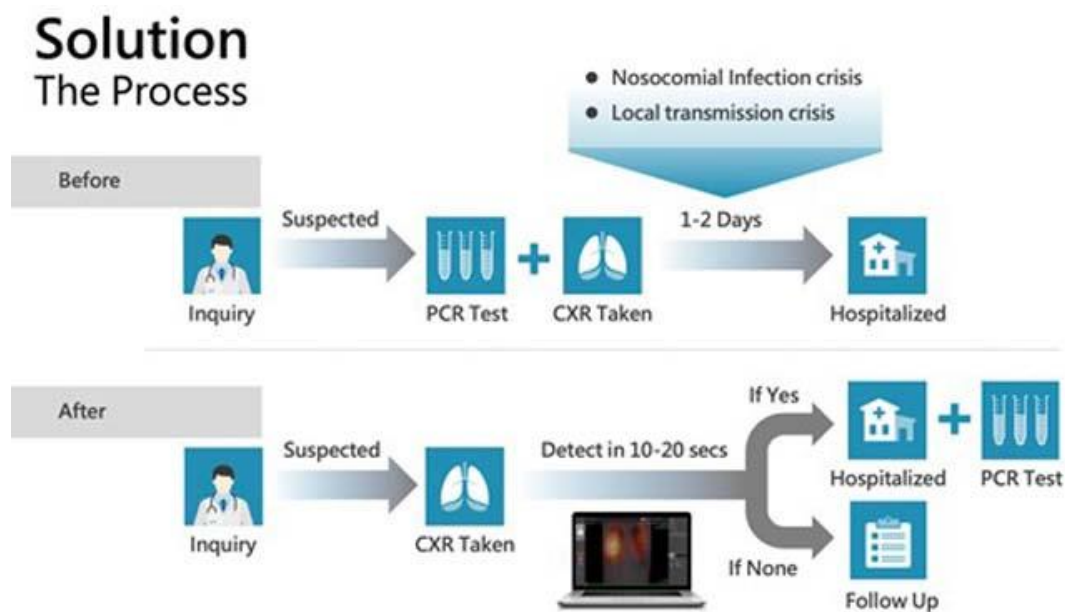 Solution
The Process
● Nosocomial Infection crisis
● Local transmission crisis
Before
Suspected
1-2 Days
Inquiry
PCR Test
CXR Taken
Hospitalized
After
If Yes
Suspected
Detect in 10-20 secs
Hospitalized
PCR Test
Inquiry
CXR Taken
If None
Follow Up